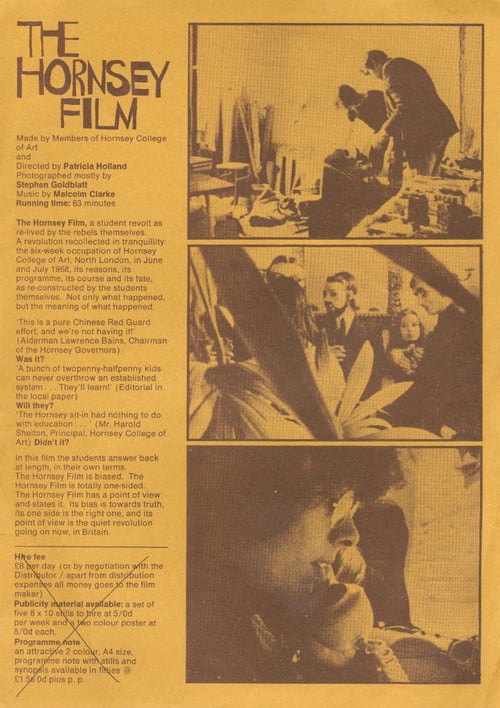 THE
HORNSEY
FILM
Made by Members of Hornsey College
of Art
and
Directed by Patricia Holland
Photographed mostly by
Stephen Goldblatt
Music by Malcolm Clarke
Running time: 63 minutes
The Hornsey Film, a student revolt as
re-lived by the rebels themselves.
A revolution recollected in tranquility:
the six-week occupation of Hornsey
College of Art, North London, in June
and July 1968, its reasons, its
programme, its course and its fate,
as re-constructed by the students
themselves. Not only what happened,
but the meaning of what happened.
'This is a pure Chinese Red Guard
effort, and we're not having it!'
(Alderman Lawrence Bains, Chairman
of the Hornsey Governors)
Was it?
'A bunch of twopenny-halfpenny kids
can never overthrow an established
system . . . They'll learn!' (Editorial in
the local paper)
Will they?
'The Hornsey sit-in had nothing to do
with education . . . ' (Mr. Harold
Shelton, Principal, Hornsey College of
Art) Didn't it?
In this film the students answer back
at length, in their own terms.
The Hornsey Film is biased. The
Hornsey Film is totally one-sided.
The Hornsey Film has a point of view
and states it. Its bias is towards truth,
its one side is the right one, and its
point of view is the quiet revolution
going on now, in Britain.
Hire fee
£8 per day (or by negotiation with the
Distributor / apart from distribution
expenses all money goes to the film
maker)
Publicity material available: a set of
five 8 x 10 stills to hire at 5/0d
per week and a two colour poster at
8/0d each.
Programme note
an attractive 2 colour, A4 size,
programme note with stills and
synopsis available in fifties @
£1 5s 0d plus p. p.